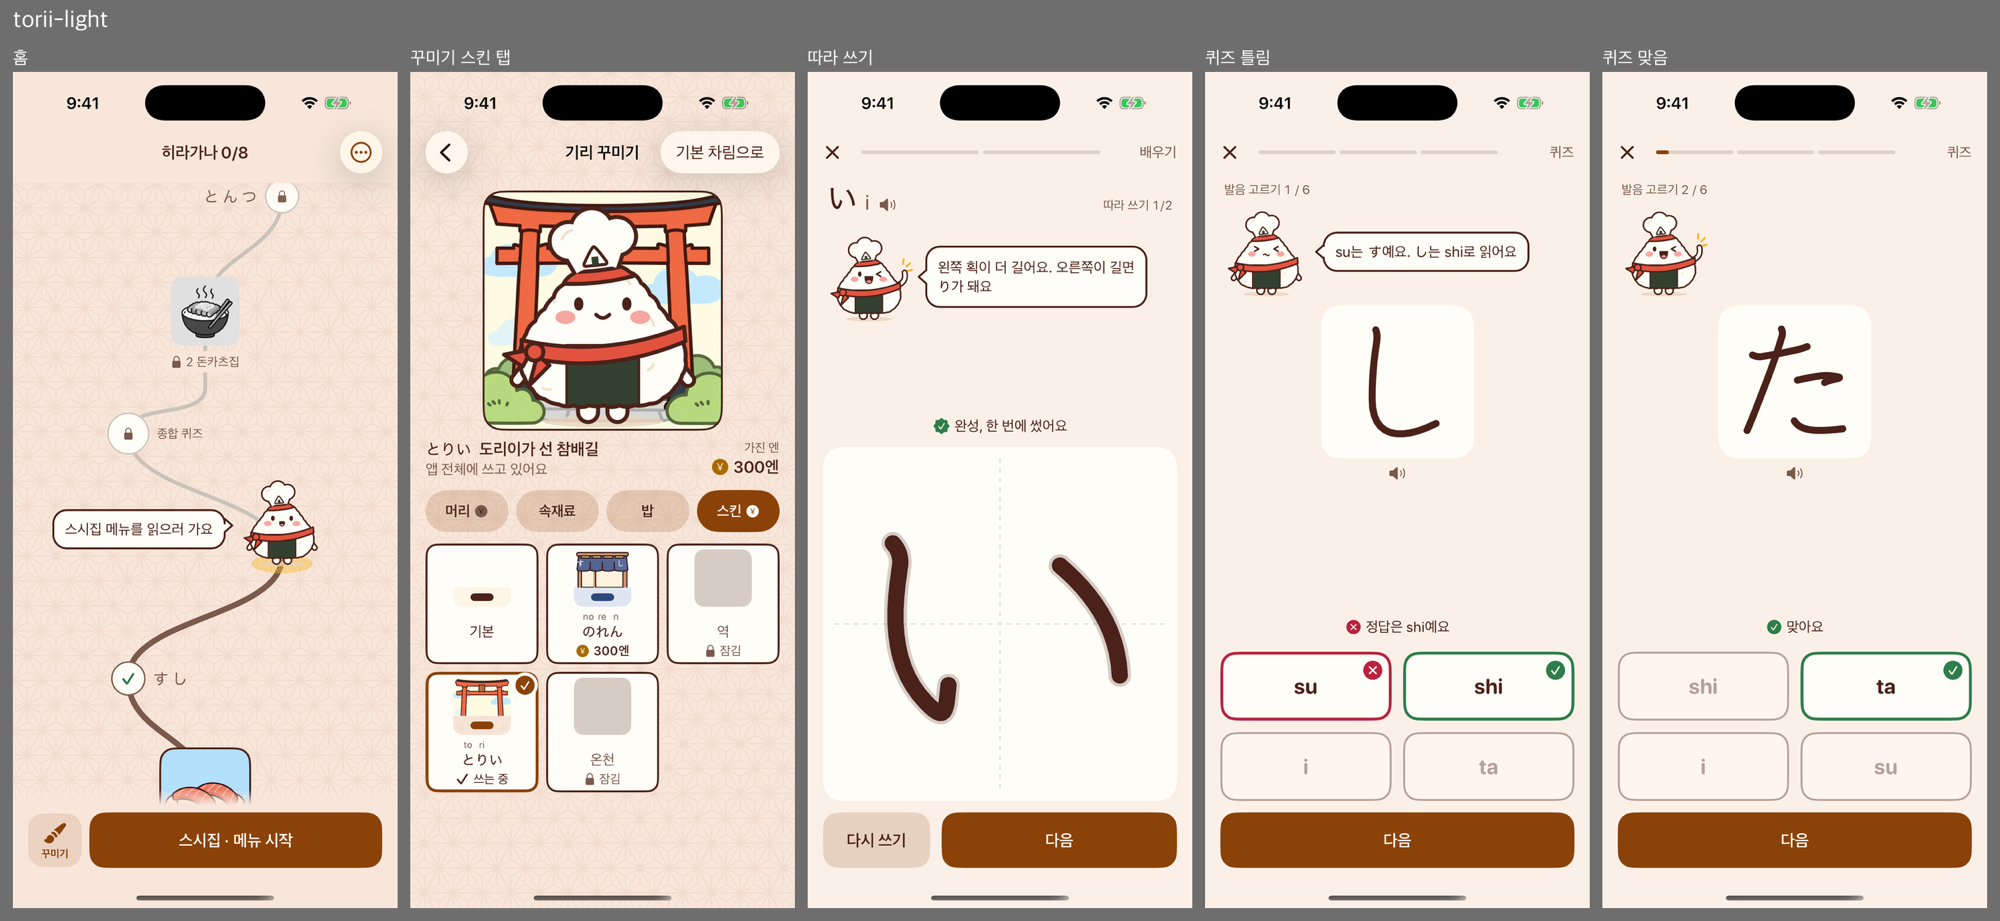 torii-light
홈
9:41
히라가나 0/8
とんつ
2 돈카츠집
종합 퀴즈
스시집 메뉴를 읽으러 가요
すし
꾸미기
스시집 · 메뉴 시작
꾸미기 스킨 탭
9:41
기리 꾸미기
기본 차림으로
とりい 도리이가 선 참배길
앱 전체에 쓰고 있어요
가진 엔
¥ 300엔
머리 ¥
속재료
밥
스킨 ¥
기본
す し
no re n
のれん
¥ 300엔
역
잠김
to ri
とりい
쓰는 중
온천
잠김
따라 쓰기
9:41
배우기
い i
따라 쓰기 1/2
왼쪽 획이 더 길어요. 오른쪽이 길면
り가 돼요
완성, 한 번에 썼어요
い
다시 쓰기
다음
퀴즈 틀림
9:41
퀴즈
발음 고르기 1 / 6
su는 す예요. し는 shi로 읽어요
し
정답은 shi예요
su
shi
i
ta
다음
퀴즈 맞음
9:41
퀴즈
발음 고르기 2 / 6
た
맞아요
shi
ta
i
su
다음